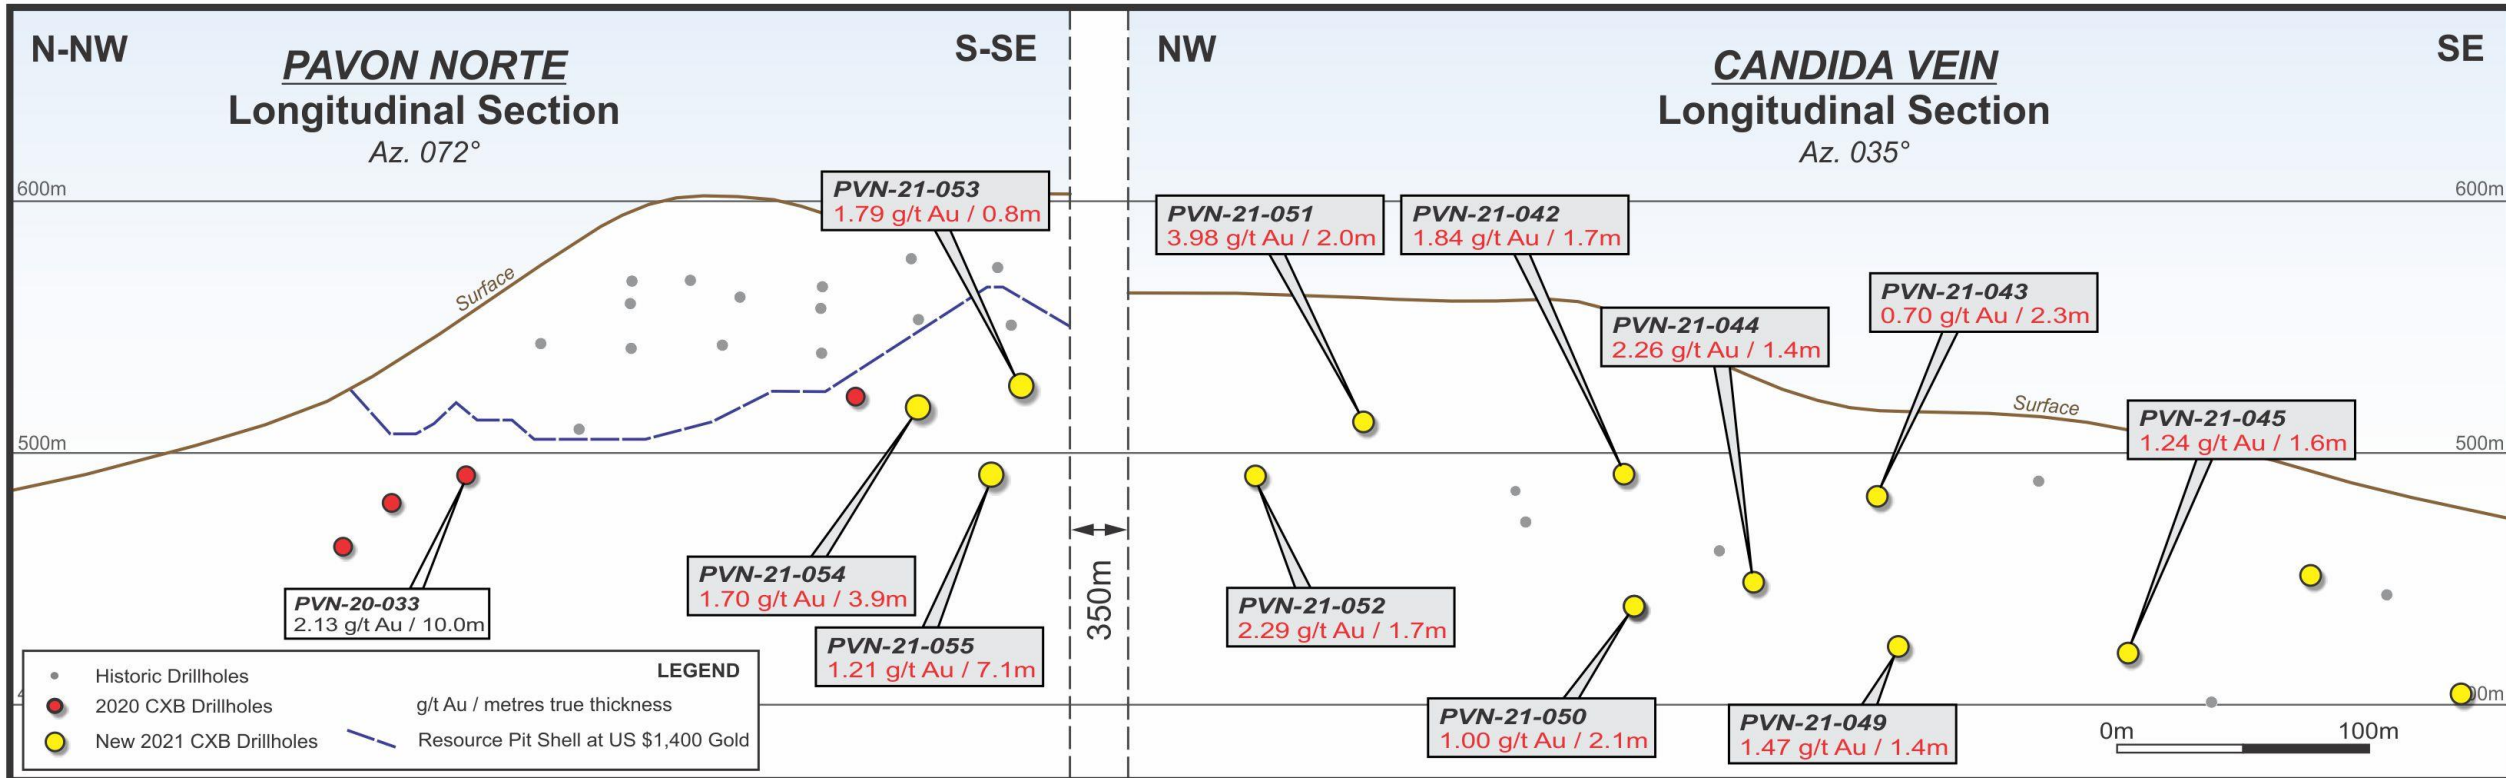 N-NW
PAVON NORTE
Longitudinal Section
Az. 072°
S-SE
NW
CANDIDA VEIN
Longitudinal Section
Az. 035°
SE
600m
600m
Surface
PVN-21-053
1.79 g/t Au / 0.8m
PVN-21-051
3.98 g/t Au / 2.0m
PVN-21-042
1.84 g/t Au / 1.7m
PVN-21-044
2.26 g/t Au / 1.4m
PVN-21-043
0.70 g/t Au / 2.3m
Surface
PVN-21-045
1.24 g/t Au / 1.6m
500m
500m
PVN-20-033
2.13 g/t Au / 10.0m
PVN-21-054
1.70 g/t Au / 3.9m
PVN-21-055
1.21 g/t Au / 7.1m
350m
PVN-21-052
2.29 g/t Au / 1.7m
PVN-21-050
1.00 g/t Au / 2.1m
PVN-21-049
1.47 g/t Au / 1.4m
LEGEND
Historic Drillholes
2020 CXB Drillholes
New 2021 CXB Drillholes
g/t Au / metres true thickness
Resource Pit Shell at US $1,400 Gold
0m
100m